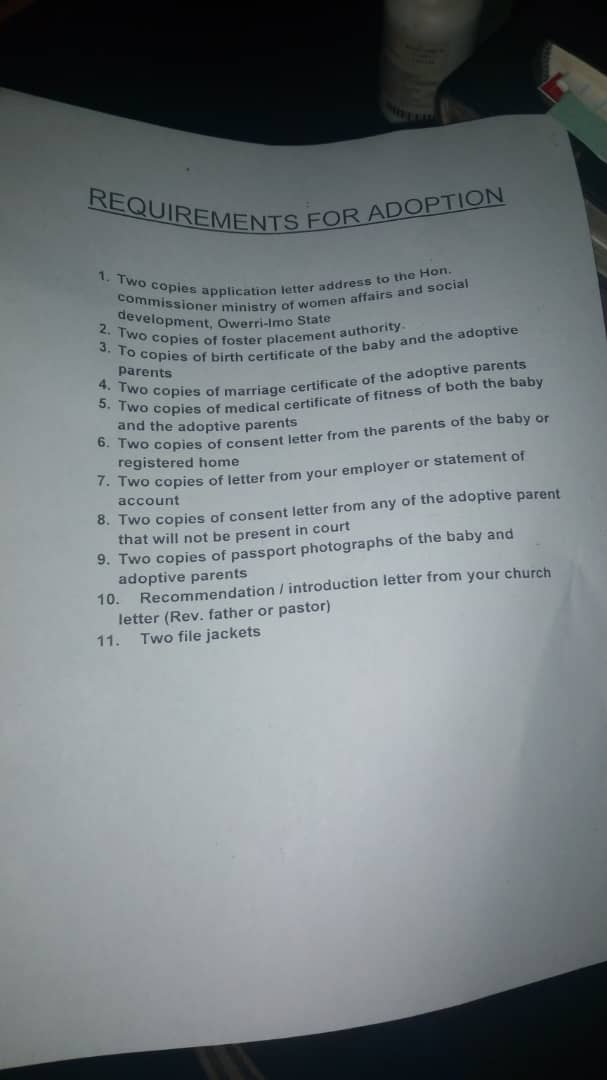 REQUIREMENTS FOR ADOPTION
1. Two copies application letter address to the Hon.
commissioner ministry of women affairs and social
development, Owerri-Imo State
2. Two copies of foster placement authority.
3. To copies of birth certificate of the baby and the adoptive
parents
4. Two copies of marriage certificate of the adoptive parents
5. Two copies of medical certificate of fitness of both the baby
and the adoptive parents
6. Two copies of consent letter from the parents of the baby or
registered home
7. Two copies of letter from your employer or statement of
account
8. Two copies of consent letter from any of the adoptive parent
that will not be present in court
9. Two copies of passport photographs of the baby and
adoptive parents
10. Recommendation / introduction letter from your church
letter (Rev. father or pastor)
11. Two file jackets